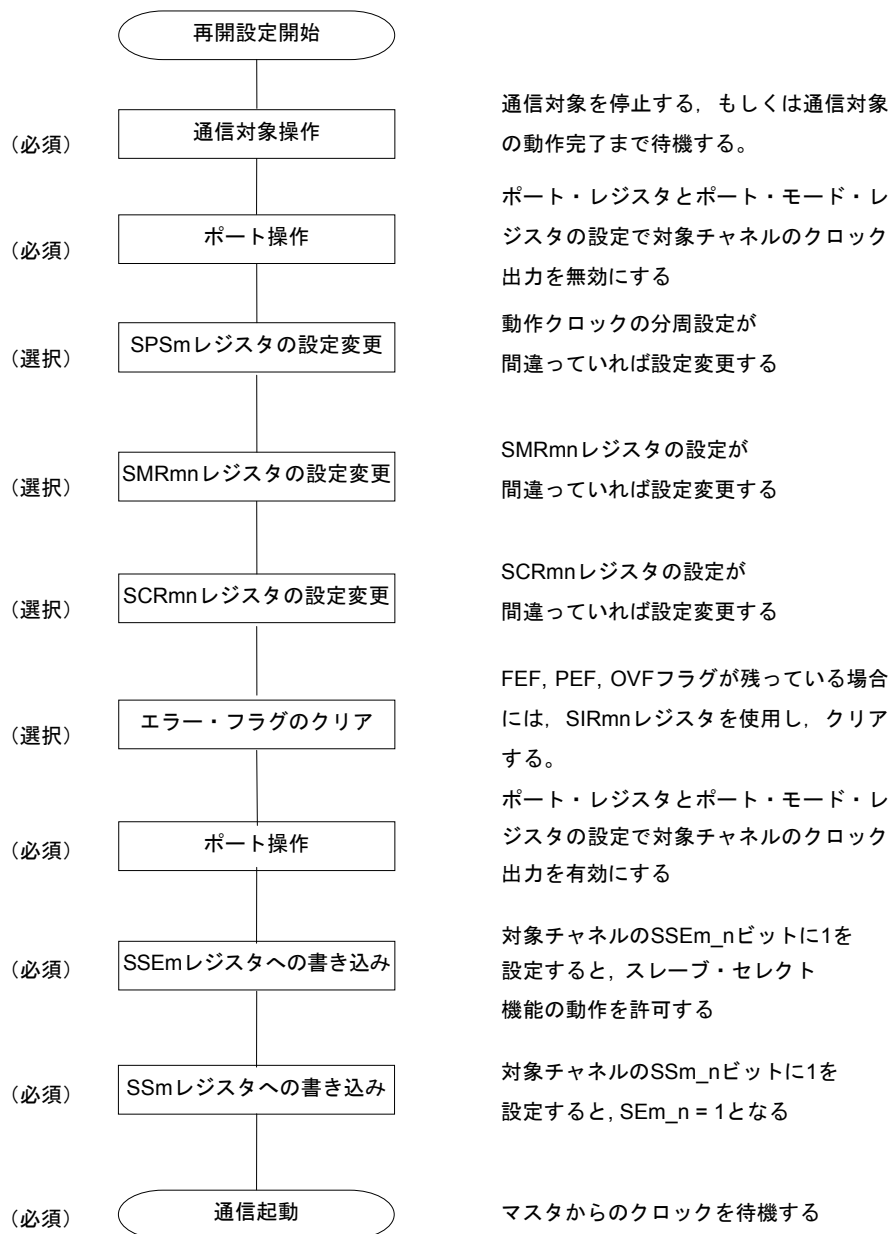 再開設定開始
（必須）
通信対象操作
通信対象を停止する，もしくは通信対象
の動作完了まで待機する。
（必須）
ポート操作
ポート・レジスタとポート・モード・レ
ジスタの設定で対象チャネルのクロック
出力を無効にする
（選択）
SPSmレジスタの設定変更
動作クロックの分周設定が
間違っていれば設定変更する
（選択）
SMRmnレジスタの設定変更
SMRmnレジスタの設定が
間違っていれば設定変更する
（選択）
SCRmnレジスタの設定変更
SCRmnレジスタの設定が
間違っていれば設定変更する
（選択）
エラー・フラグのクリア
FEF, PEF, OVFフラグが残っている場合
には，SIRmnレジスタを使用し，クリア
する。
（必須）
ポート操作
ポート・レジスタとポート・モード・レ
ジスタの設定で対象チャネルのクロック
出力を有効にする
（必須）
SSEmレジスタへの書き込み
対象チャネルのSSEm_nビットに1を
設定すると, スレーブ・セレクト
機能の動作を許可する
（必須）
SSmレジスタへの書き込み
対象チャネルのSSm_nビットに1を
設定すると, SEm_n = 1となる
（必須）
通信起動
マスタからのクロックを待機する